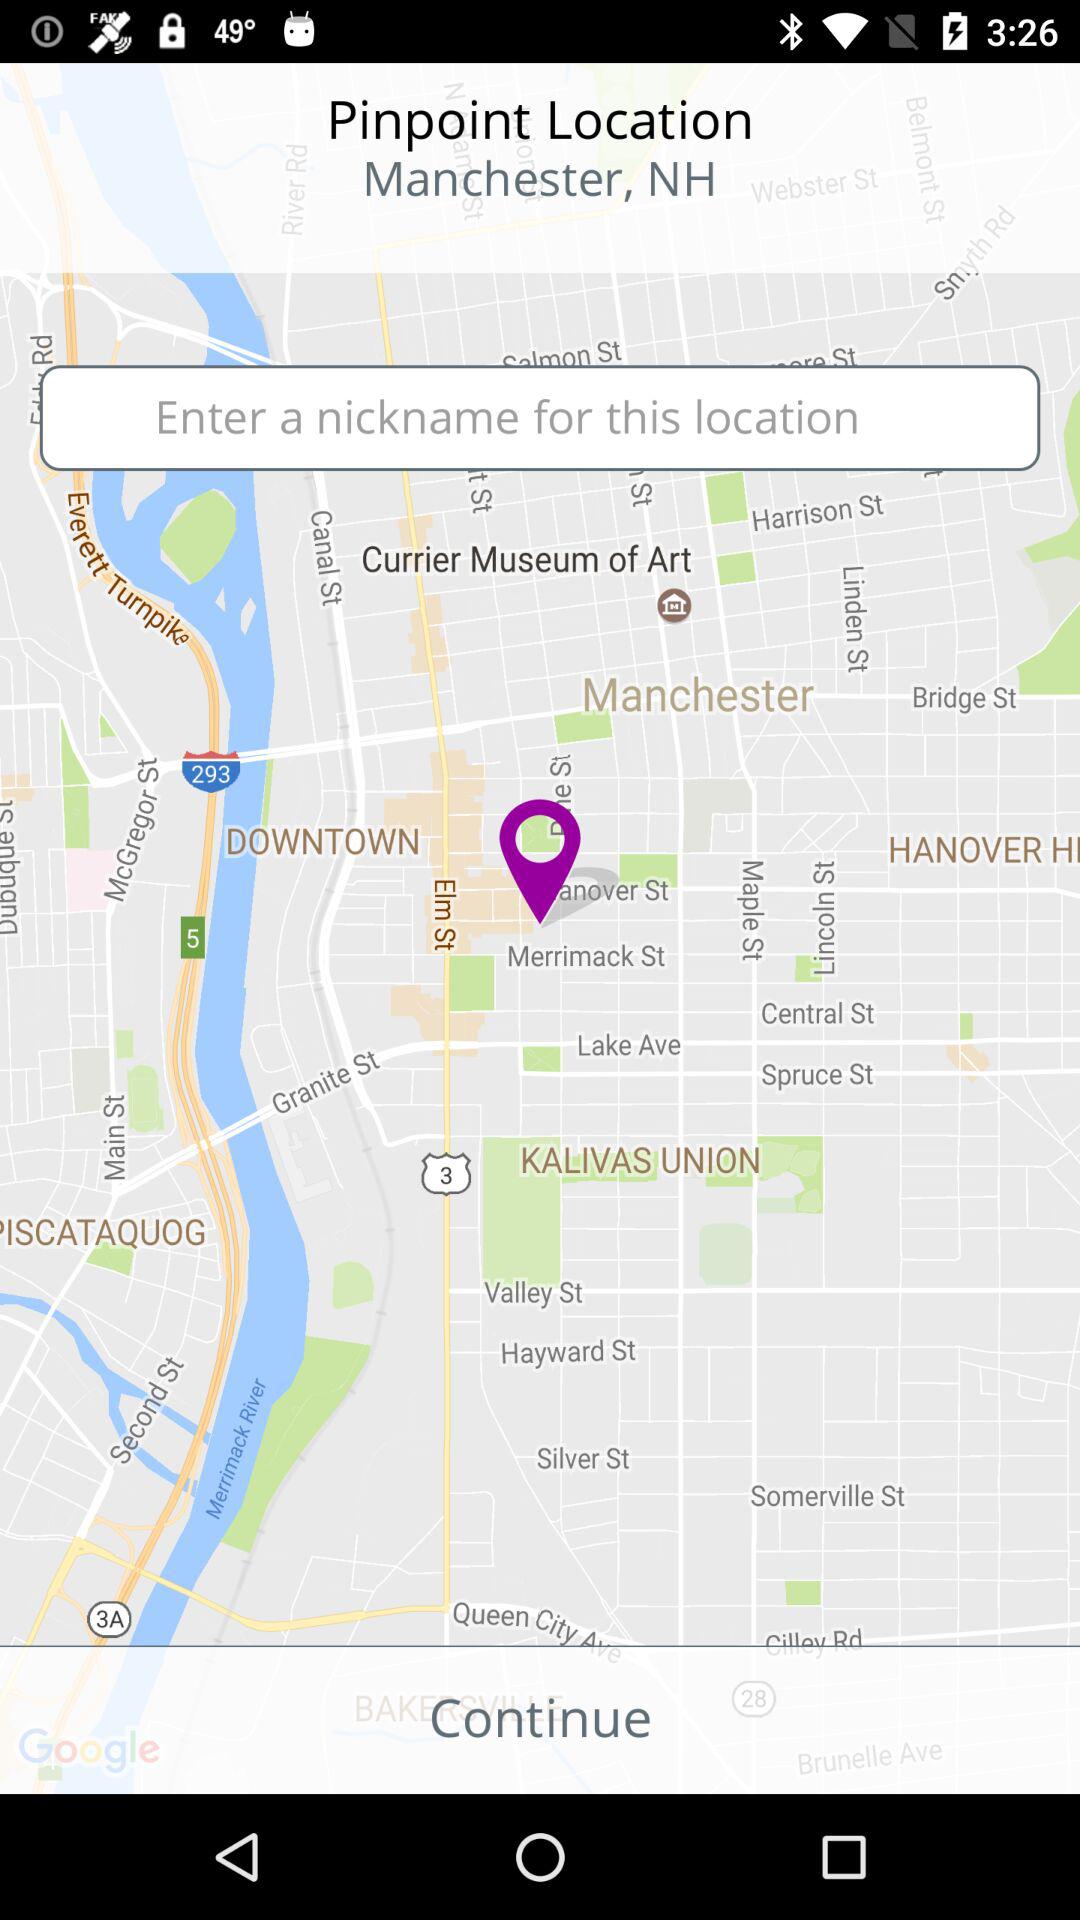 FAK
49°
3:26
Pinpoint Location
Manchester, NH
River Rd
Webster St
Belmont St
Smyth Rd
Salmon St
Enter a nickname for this location
Everett Turnpike
Canal St
Harrison St
Currier Museum of Art
Linden St
Manchester
Bridge St
293
McGregor St
Dubuque St
DOWNTOWN
HANOVER HI
Elm St
anover St
Maple St
Lincoln St
5
Merrimack St
Central St
Lake Ave
Spruce St
Granite St
Main St
KALIVAS UNION
3
PISCATAQUOG
Valley St
Hayward St
Second St
Merrimack River
Silver St
Somerville St
3A
Queen City Ave
Cilley Rd
BAKERSVILLE
28
Continue
Google
Brunelle Ave